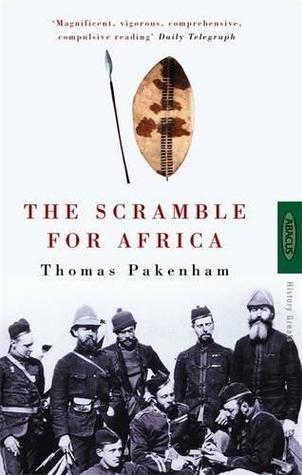 ‘Magnificent, vigorous, comprehensive,
compulsive reading’ Daily Telegraph
THE SCRAMBLE
FOR AFRICA
Thomas Pakenham
ABACUS
History Greats